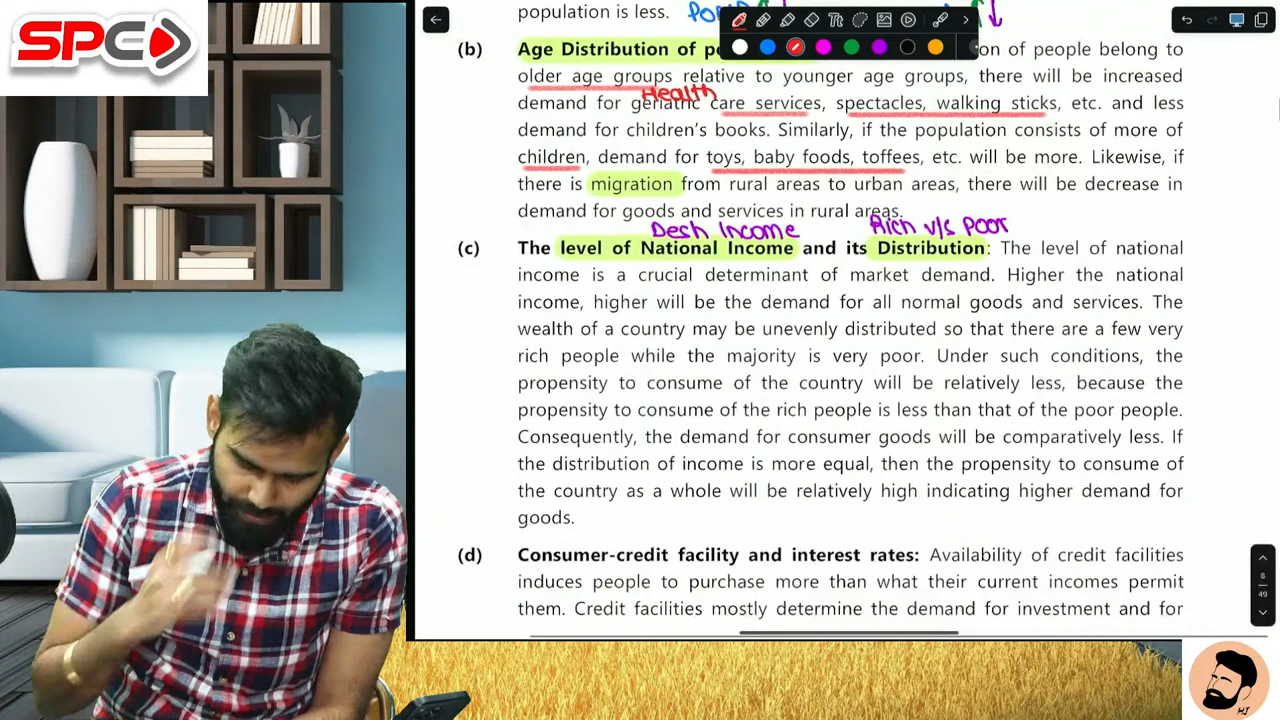 SPC
population is less. 
(b) Age Distribution of po on of people belong to
older age groups relative to younger age groups, there will be increased
Health
demand for geriatric care services, spectacles, walking sticks, etc. and less
demand for children's books. Similarly, if the population consists of more of
children, demand for toys, baby foods, toffees, etc. will be more. Likewise, if
there is migration from rural areas to urban areas, there will be decrease in
demand for goods and services in rural areas.
Desh Income Rich v/s Poor
(c) The level of National Income and its Distribution: The level of national
income is a crucial determinant of market demand. Higher the national
income, higher will be the demand for all normal goods and services. The
wealth of a country may be unevenly distributed so that there are a few very
rich people while the majority is very poor. Under such conditions, the
propensity to consume of the country will be relatively less, because the
propensity to consume of the rich people is less than that of the poor people.
Consequently, the demand for consumer goods will be comparatively less. If
the distribution of income is more equal, then the propensity to consume of
the country as a whole will be relatively high indicating higher demand for
goods.
(d) Consumer-credit facility and interest rates: Availability of credit facilities
induces people to purchase more than what their current incomes permit
them. Credit facilities mostly determine the demand for investment and for
8
49
HJ